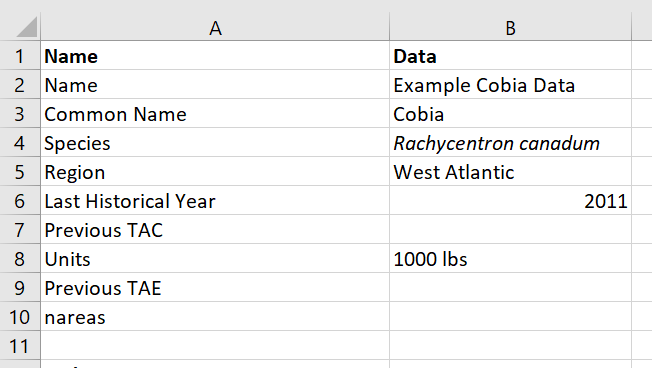 A B
1 Name Data
2 Name Example Cobia Data
3 Common Name Cobia
4 Species Rachycentron canadum
5 Region West Atlantic
6 Last Historical Year 2011
7 Previous TAC
8 Units 1000 lbs
9 Previous TAE
10 nareas
11